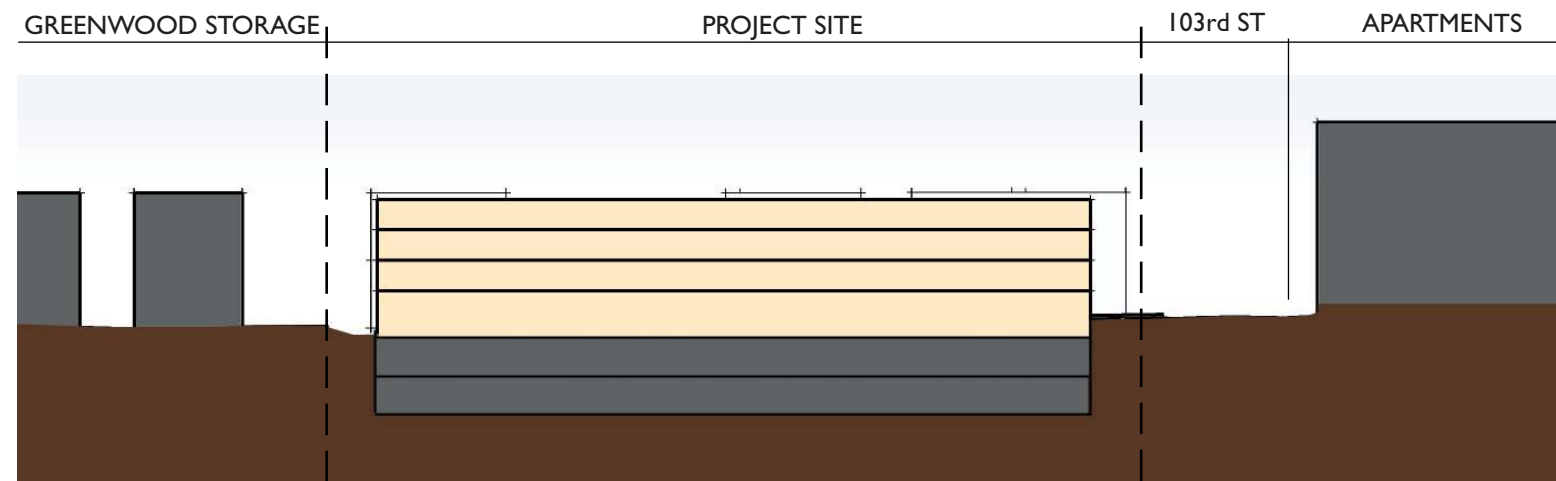 GREENWOOD STORAGE
PROJECT SITE
103rd ST
APARTMENTS